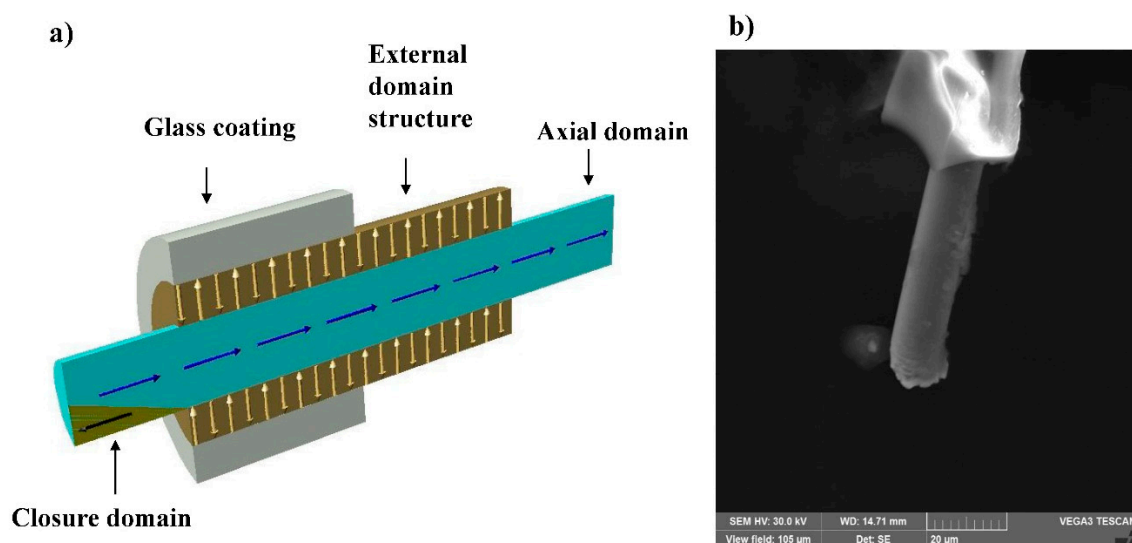 a)
Glass coating
External
domain
structure
Axial domain
Closure domain
b)
SEM HV: 30.0 kV
WD: 14.71 mm
VEGA3 TESCAN
View field: 105 µm
Det: SE
20 µm